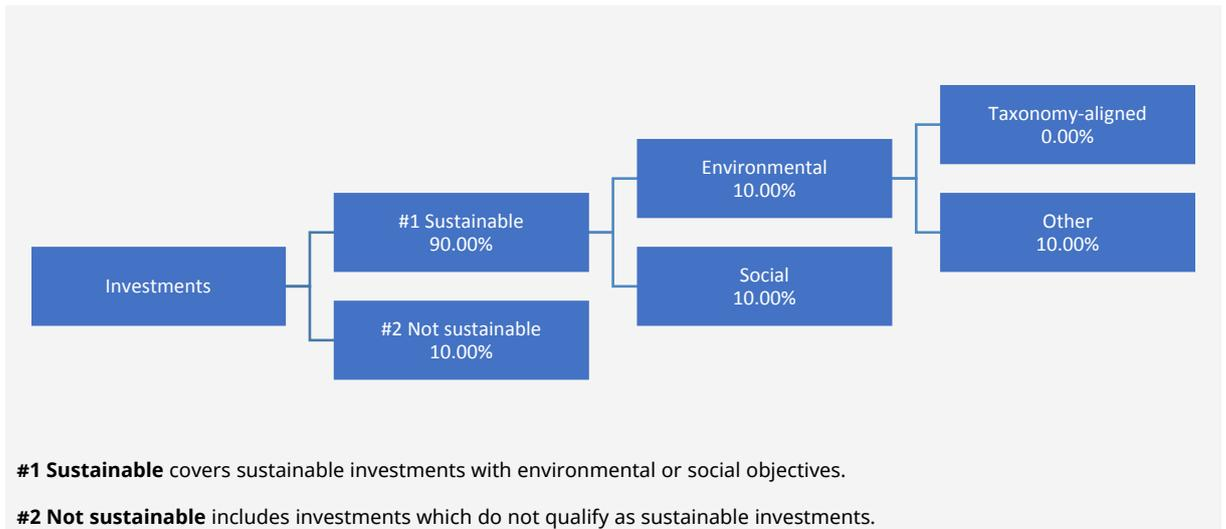 Investments
#1 Sustainable
90.00%
#2 Not sustainable
10.00%
Environmental
10.00%
Social
10.00%
Taxonomy-aligned
0.00%
Other
10.00%
#1 Sustainable covers sustainable investments with environmental or social objectives.
#2 Not sustainable includes investments which do not qualify as sustainable investments.